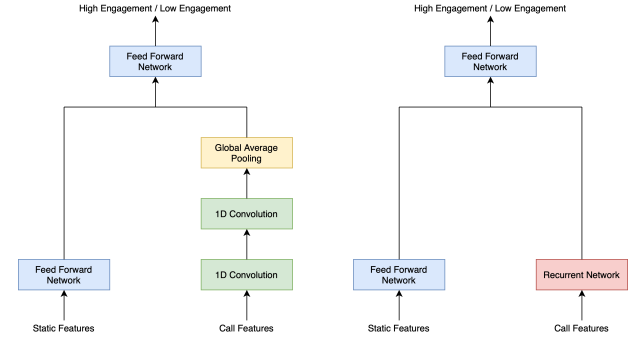 High Engagement / Low Engagement
Feed Forward
Network
Global Average
Pooling
1D Convolution
Feed Forward
Network
1D Convolution
Static Features
Call Features
High Engagement / Low Engagement
Feed Forward
Network
Feed Forward
Network
Recurrent Network
Static Features
Call Features